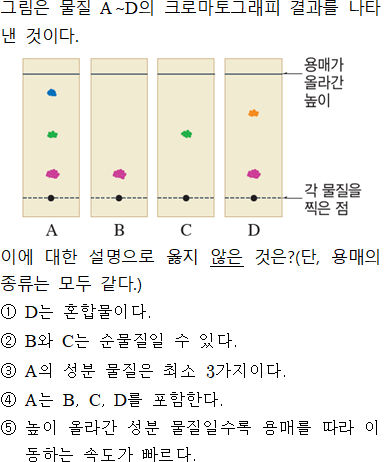 그림은 물질 A~D의 크로마토그래피 결과를 나타
낸 것이다.
용매가
올라간
높이
각 물질을
찍은 점
A B C D
이에 대한 설명으로 옳지 않은 것은?(단, 용매의
종류는 모두 같다.)
① D는 혼합물이다.
② B와 C는 순물질일 수 있다.
③ A의 성분 물질은 최소 3가지이다.
④ A는 B, C, D를 포함한다.
⑤ 높이 올라간 성분 물질일수록 용매를 따라 이
동하는 속도가 빠르다.